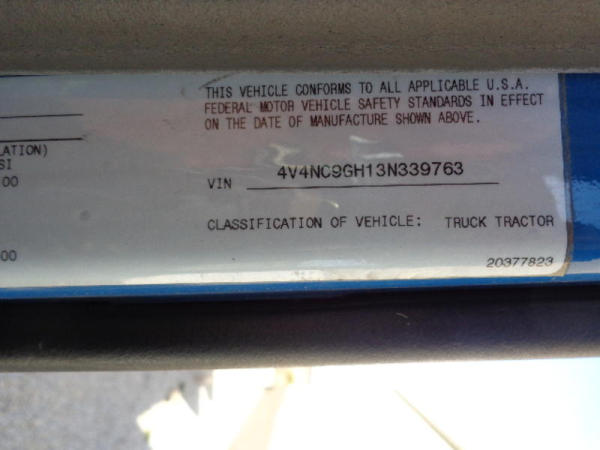 THIS VEHICLE CONFORMS TO ALL APPLICABLE U.S.A.
FEDERAL MOTOR VEHICLE SAFETY STANDARDS IN EFFECT
ON THE DATE OF MANUFACTURE SHOWN ABOVE.
LATION)
SI
00
VIN 4V4NC9GH13N339763
CLASSIFICATION OF VEHICLE: TRUCK TRACTOR
00
20377823